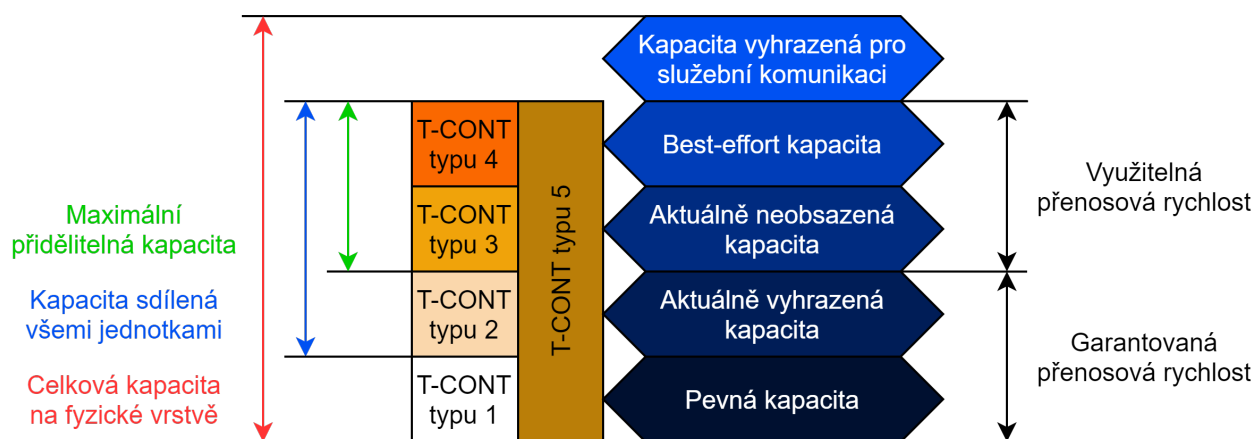 Kapacita vyhrazená pro
služební komunikaci
T-CONT
typu 4
T-CONT typu 5
Best-effort kapacita
Využitelná
přenosová rychlost
Maximální
přidělitelná kapacita
T-CONT
typu 3
Aktuálně neobsazená
kapacita
Kapacita sdílená
všemi jednotkami
T-CONT
typu 2
Aktuálně vyhrazená
kapacita
Garantovaná
přenosová rychlost
Celková kapacita
na fyzické vrstvě
T-CONT
typu 1
Pevná kapacita